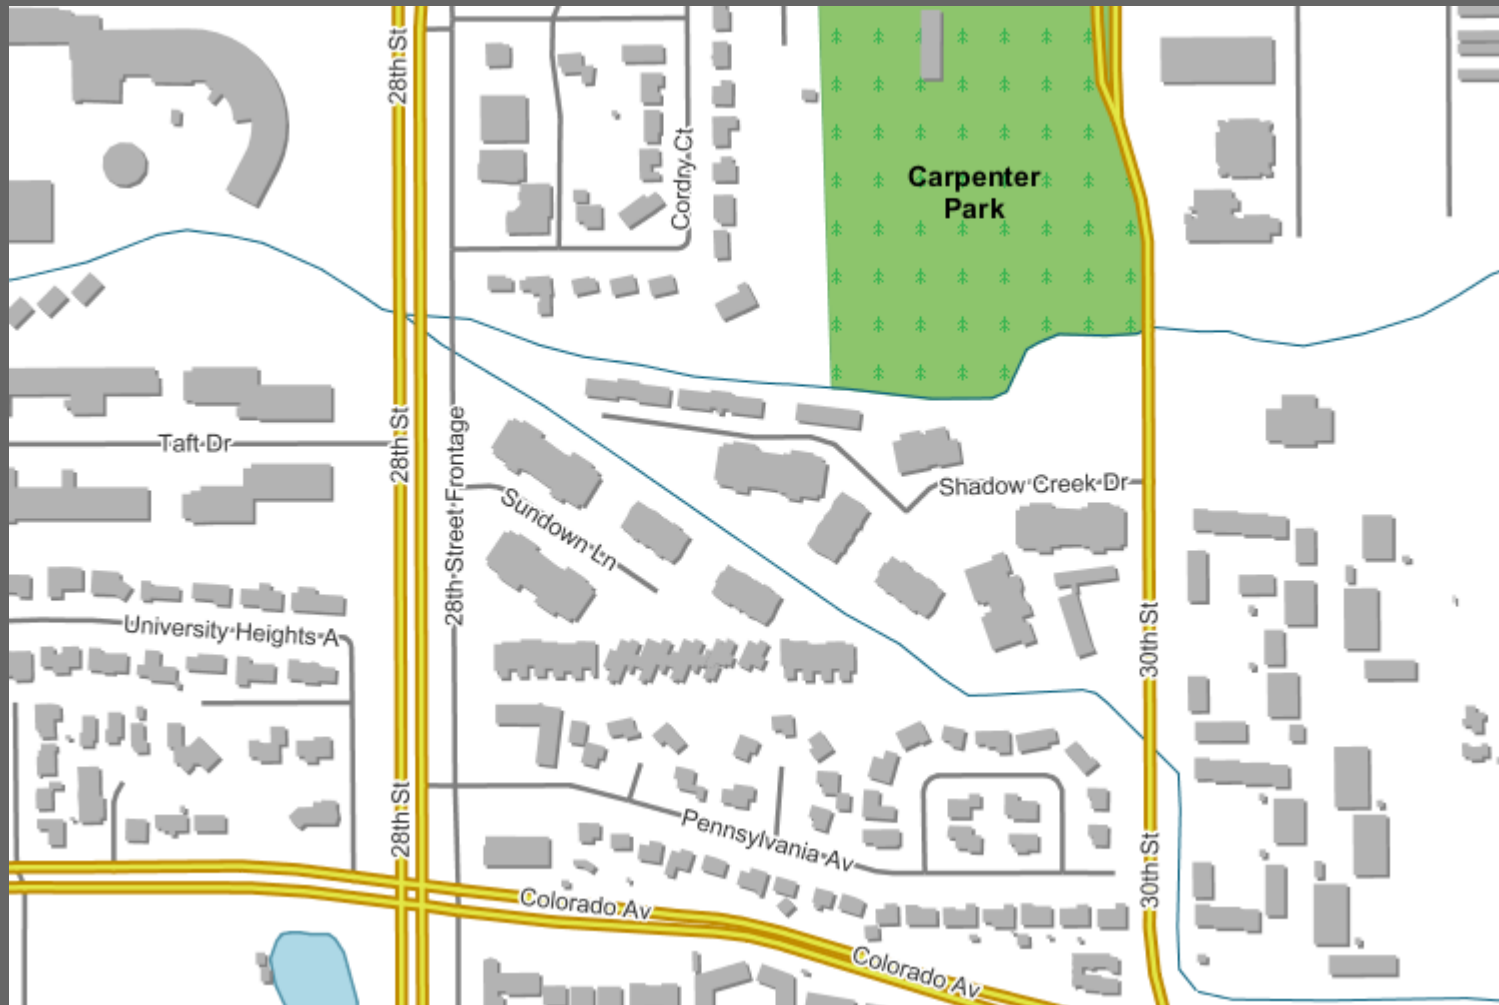 28th St
Cordry Ct
Carpenter
Park
28th St
28th Street Frontage
Taft Dr
Shadow Creek Dr
Sundown Ln
University Heights A
30th St
28th St
Pennsylvania Av
30th St
Colorado Av
Colorado Av